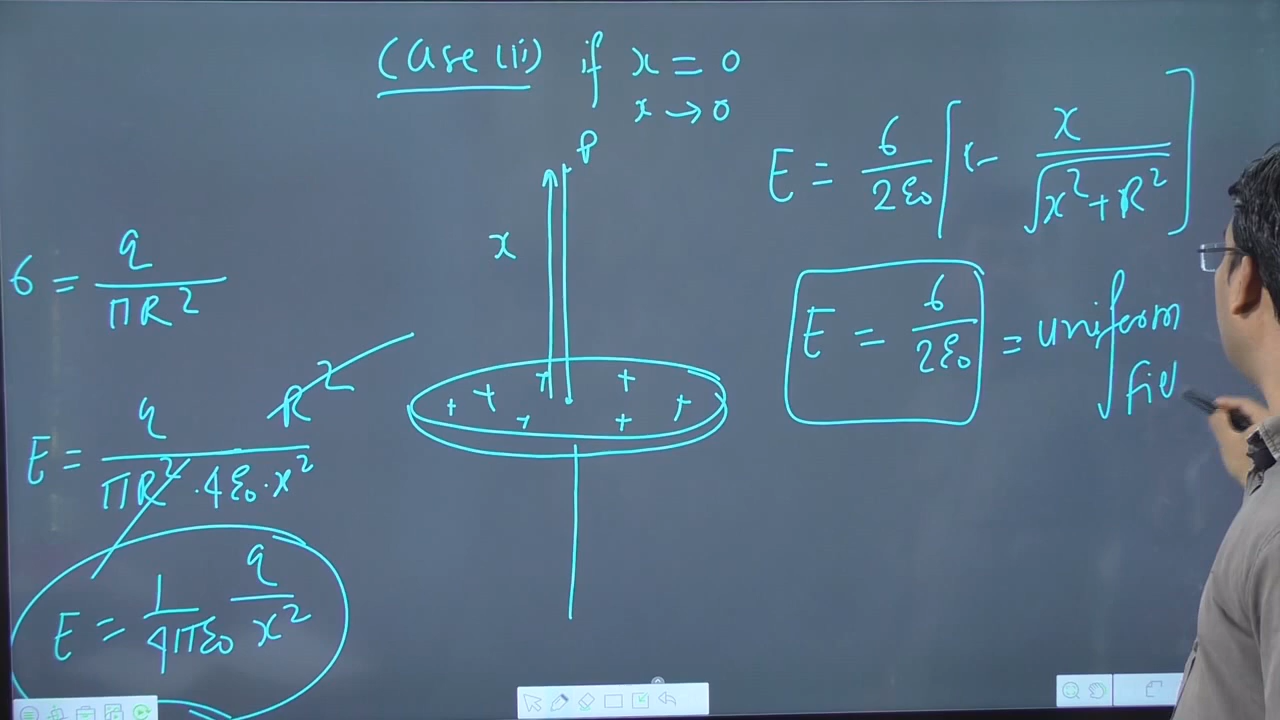 Case (ii) if x = 0
x → 0
P
E = σ/2ε₀ [1 - x/√(x² + R²)]
x
σ = q/πR²
E = σ/2ε₀ = uniform
fiel
E = q R²/πR² · 4ε₀ · x²
E = 1/4πε₀ q/x²
+ + + + + + +